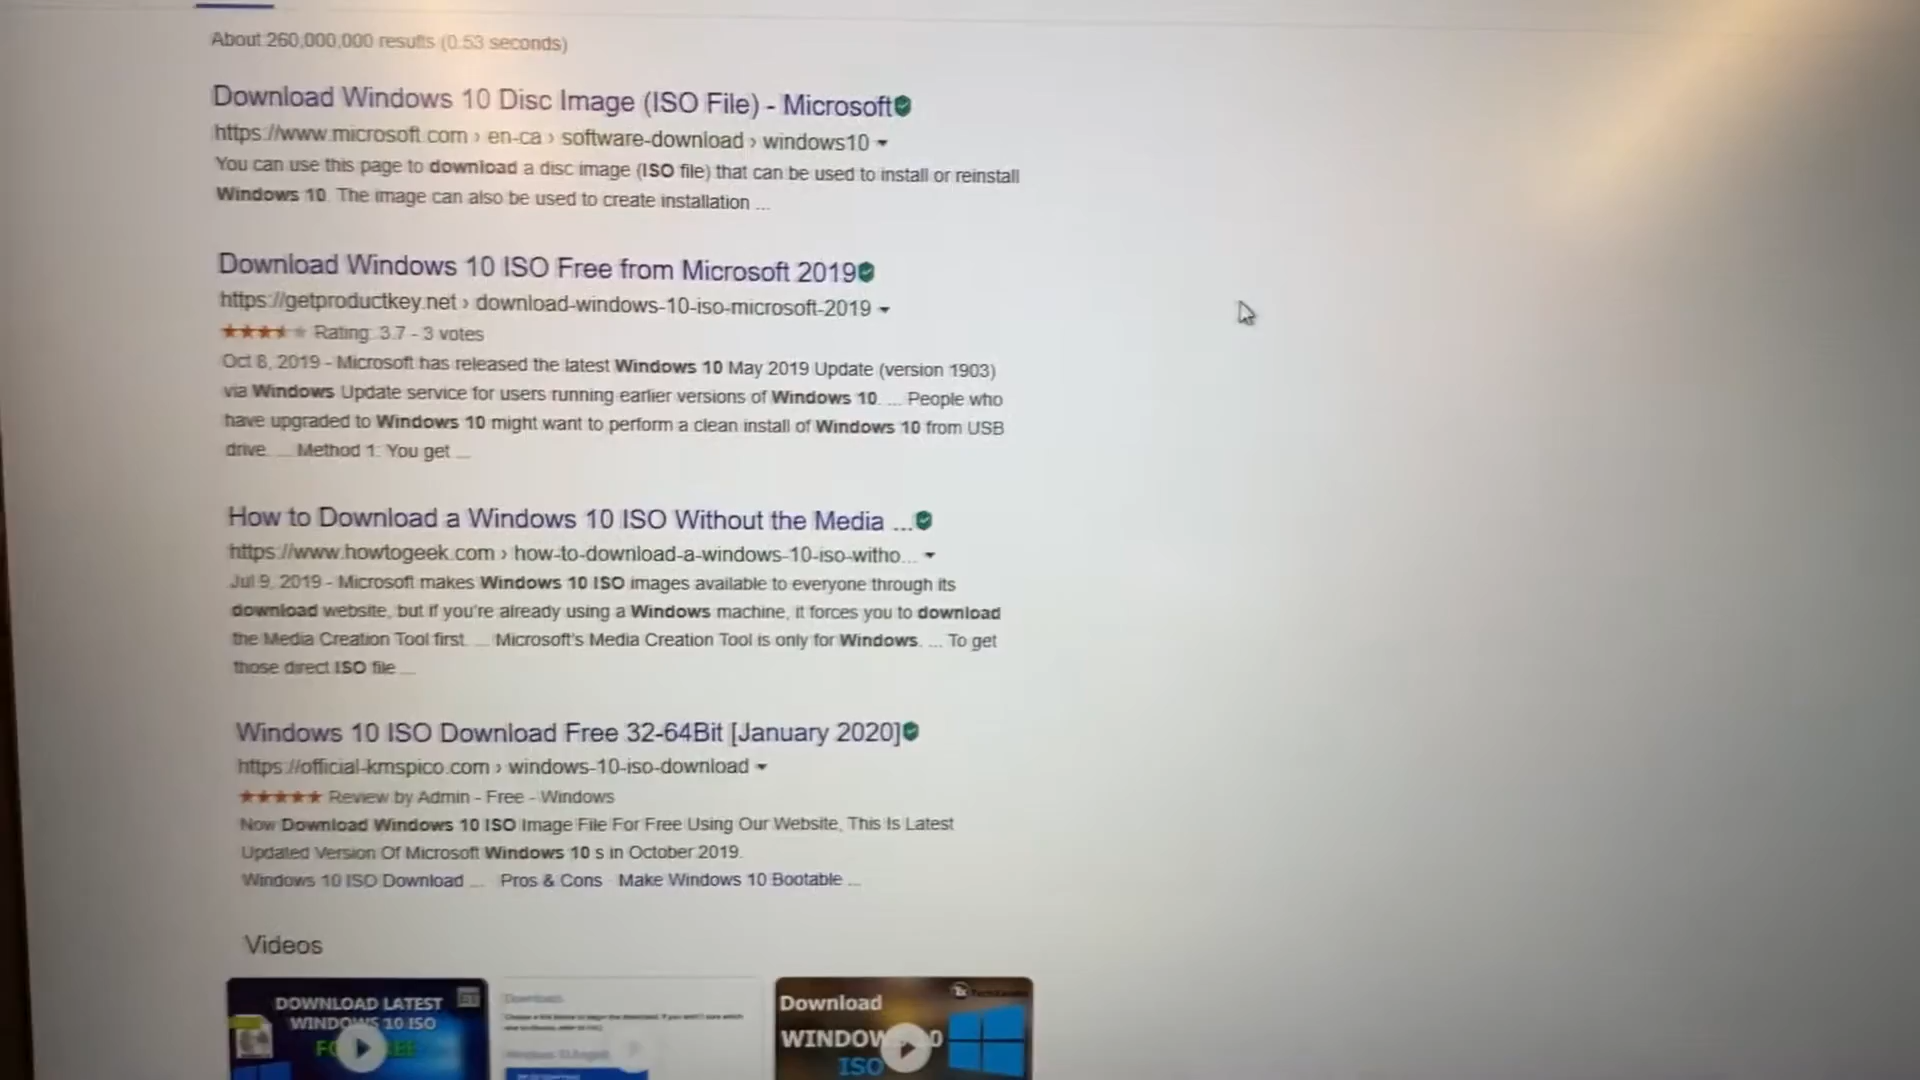 About 260,000,000 results (0.53 seconds)
Download Windows 10 Disc Image (ISO File) - Microsoft
https://www.microsoft.com › en-ca › software-download › windows10
You can use this page to download a disc image (ISO file) that can be used to install or reinstall
Windows 10. The image can also be used to create installation ...
Download Windows 10 ISO Free from Microsoft 2019
https://getproductkey.net › download-windows-10-iso-microsoft-2019
Rating: 3.7 - 3 votes
Oct 8, 2019 - Microsoft has released the latest Windows 10 May 2019 Update (version 1903)
via Windows Update service for users running earlier versions of Windows 10. ... People who
have upgraded to Windows 10 might want to perform a clean install of Windows 10 from USB
drive. ... Method 1: You get ...
How to Download a Windows 10 ISO Without the Media ...
https://www.howtogeek.com › how-to-download-a-windows-10-iso-witho...
Jul 9, 2019 - Microsoft makes Windows 10 ISO images available to everyone through its
download website, but if you're already using a Windows machine, it forces you to download
the Media Creation Tool first. ... Microsoft's Media Creation Tool is only for Windows. ... To get
those direct ISO file ...
Windows 10 ISO Download Free 32-64Bit [January 2020]
https://official-kmspico.com › windows-10-iso-download
Review by Admin - Free - Windows
Now Download Windows 10 ISO Image File For Free Using Our Website, This Is Latest
Updated Version Of Microsoft Windows 10 s in October 2019.
Windows 10 ISO Download ... · Pros & Cons · Make Windows 10 Bootable ...
Videos
DOWNLOAD LATEST
WINDOWS 10 ISO
Download
WINDOW
0
ISO